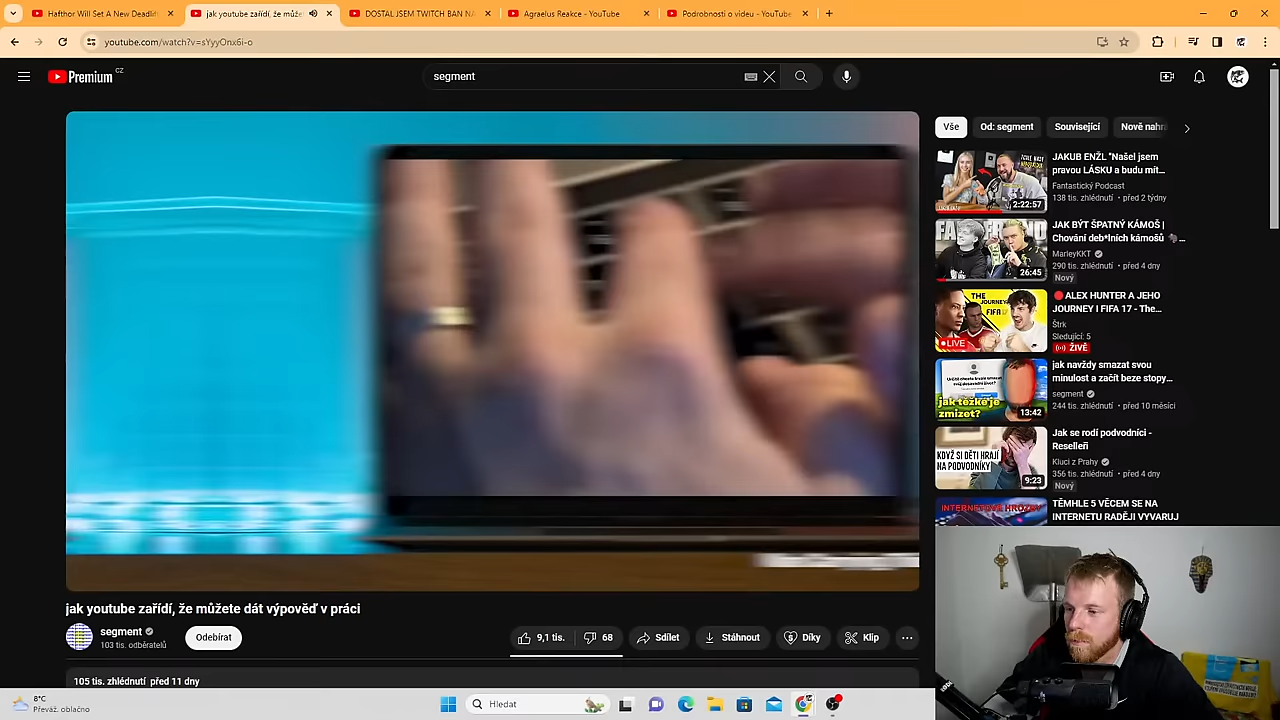 Hafthor Will Set A New Deadli
jak youtube zařídí, že může
DOSTAL JSEM TWITCH BAN NA
Agraelus Reakce - YouTube
Podrobnosti o videu - YouTube
youtube.com/watch?v=sYyyOnx6i-o
Premium CZ
segment
Vše
Od: segment
Související
Nově nahrá
JAKUB ENŽL "Našel jsem
pravou LÁSKU a budu mít...
Fantastický Podcast
138 tis. zhlédnutí • před 2 týdny
2:22:57
JAK BÝT ŠPATNÝ KÁMOŠ |
Chování deb*lních kámošů
MarleyKKT
290 tis. zhlédnutí • před 4 dny
Nový
26:45
ALEX HUNTER A JEHO
JOURNEY I FIFA 17 - The...
Štrk
Sledující: 5
ŽIVĚ
THE
JOURNEY
FIFA 17
LIVE
jak navždy smazat svou
minulost a začít beze stopy...
segment
244 tis. zhlédnutí • před 10 měsíci
jak těžké je
zmizet?
13:42
Jak se rodí podvodníci -
Reselleři
Kluci z Prahy
356 tis. zhlédnutí • před 4 dny
Nový
KDYŽ SI DĚTI HRAJÍ
NA PODVODNÍKY
9:23
TĚMHLE 5 VĚCEM SE NA
INTERNETU RADĚJI VYVARUJ
INTERNETOVÉ HROZBY
jak youtube zařídí, že můžete dát výpověď v práci
segment
103 tis. odběratelů
Odebírat
9,1 tis.
68
Sdílet
Stáhnout
Díky
Klip
105 tis. zhlédnutí před 11 dny
8°C
Převáž. oblačno
Hledat